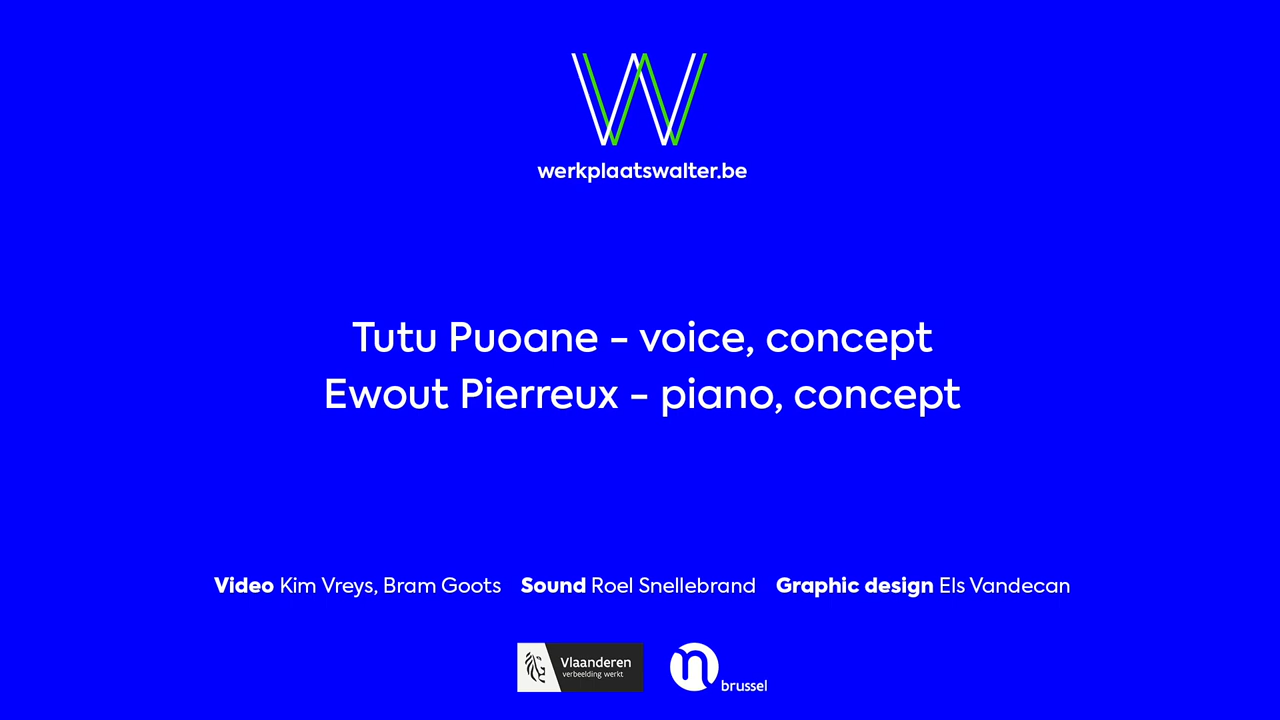 W
werkplaatswalter.be
Tutu Puoane - voice, concept
Ewout Pierreux - piano, concept
Video Kim Vreys, Bram Goots Sound Roel Snellebrand Graphic design Els Vandecan
Vlaanderen
verbeelding werkt
n brussel